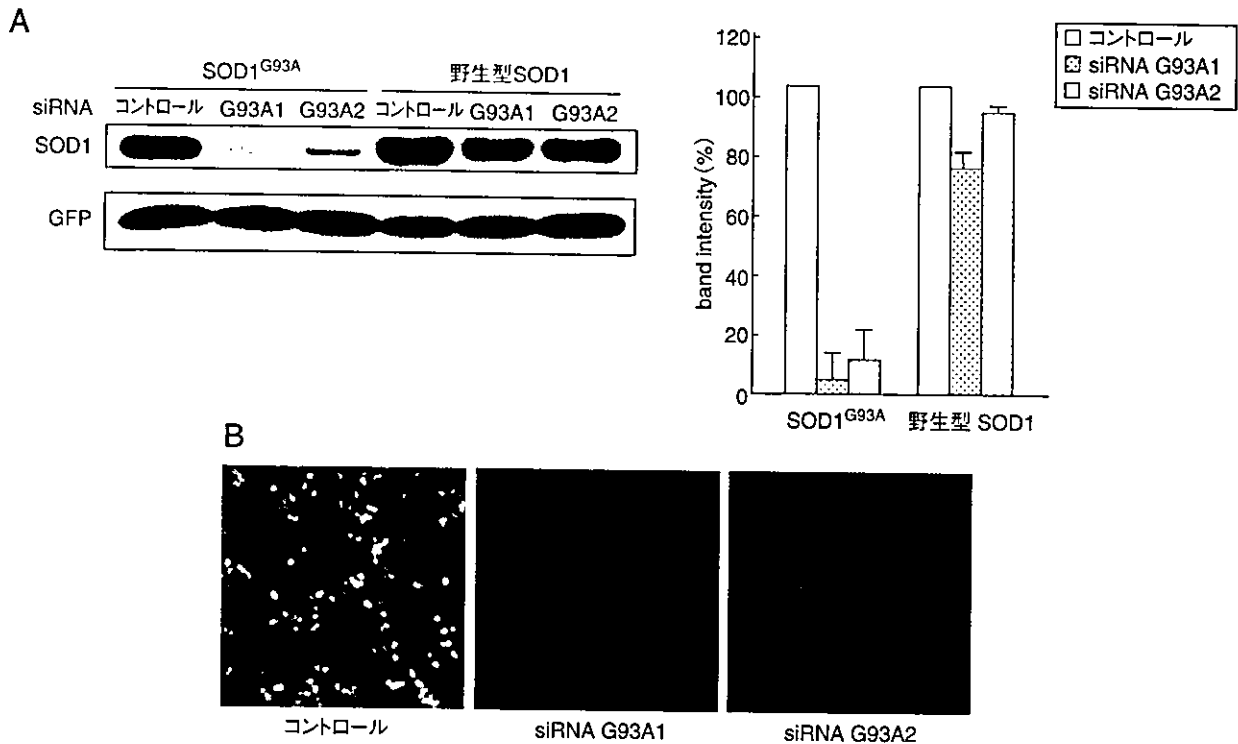 A
SOD1G93A 野生型SOD1
siRNA コントロール G93A1 G93A2 コントロール G93A1 G93A2
SOD1
GFP
120
100
80
60
40
20
0
band intensity (%)
SOD1G93A 野生型 SOD1
コントロール
siRNA G93A1
siRNA G93A2
B
コントロール siRNA G93A1 siRNA G93A2